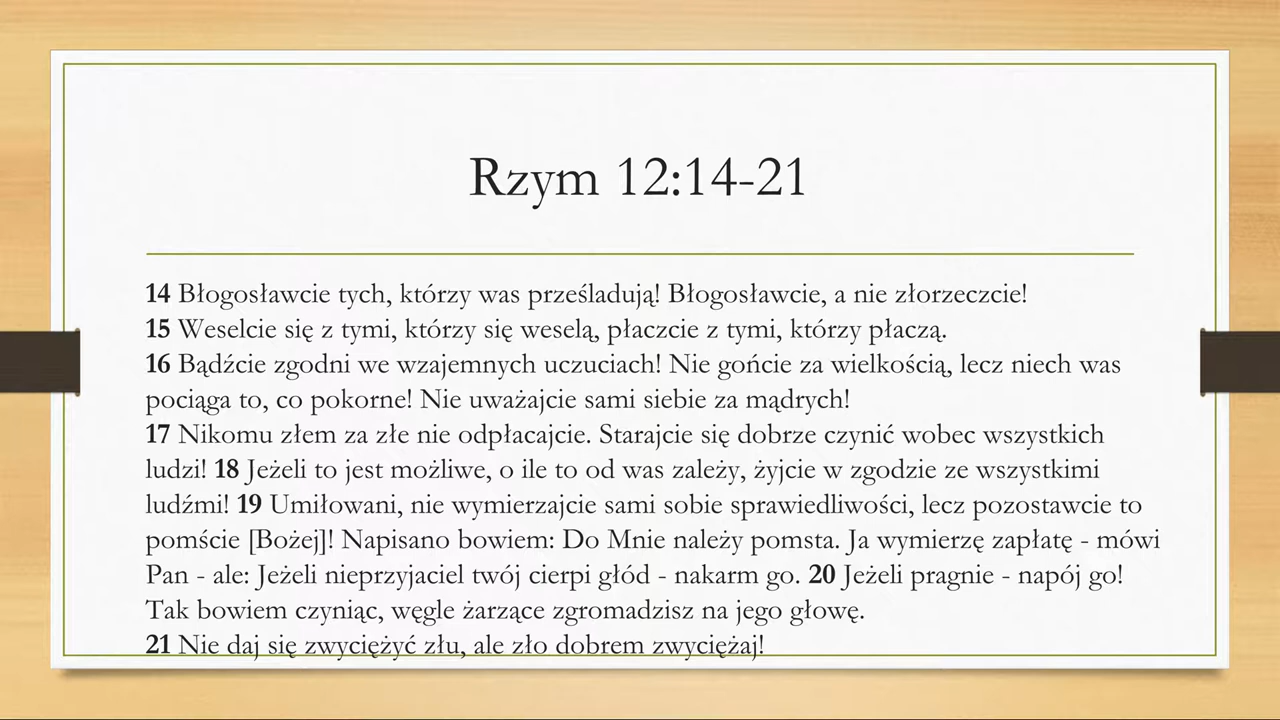 Rzym 12:14-21
14 Błogosławcie tych, którzy was prześladują! Błogosławcie, a nie złorzeczcie!
15 Weselcie się z tymi, którzy się weselą, płaczcie z tymi, którzy płaczą.
16 Bądźcie zgodni we wzajemnych uczuciach! Nie gońcie za wielkością, lecz niech was
pociąga to, co pokorne! Nie uważajcie sami siebie za mądrych!
17 Nikomu złem za złe nie odpłacajcie. Starajcie się dobrze czynić wobec wszystkich
ludzi! 18 Jeżeli to jest możliwe, o ile to od was zależy, żyjcie w zgodzie ze wszystkimi
ludźmi! 19 Umiłowani, nie wymierzajcie sami sobie sprawiedliwości, lecz pozostawcie to
pomście [Bożej]! Napisano bowiem: Do Mnie należy pomsta. Ja wymierzę zapłatę - mówi
Pan - ale: Jeżeli nieprzyjaciel twój cierpi głód - nakarm go. 20 Jeżeli pragnie - napój go!
Tak bowiem czyniąc, węgle żarzące zgromadzisz na jego głowę.
21 Nie daj się zwyciężyć złu, ale zło dobrem zwyciężaj!